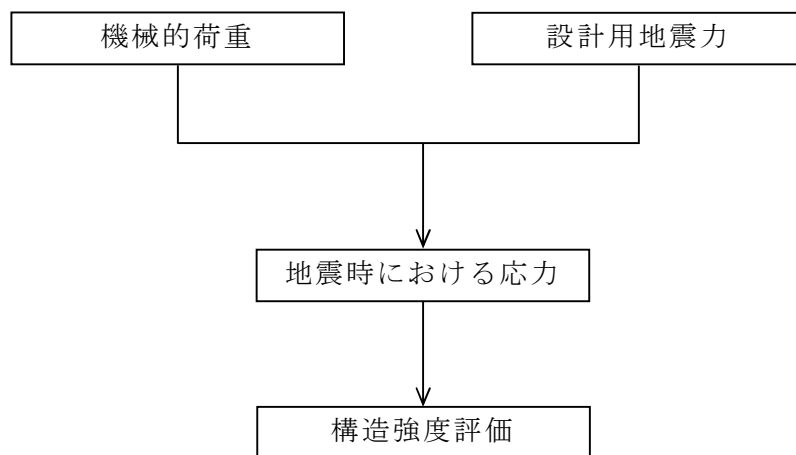 機械的荷重
設計用地震力
地震時における応力
構造強度評価